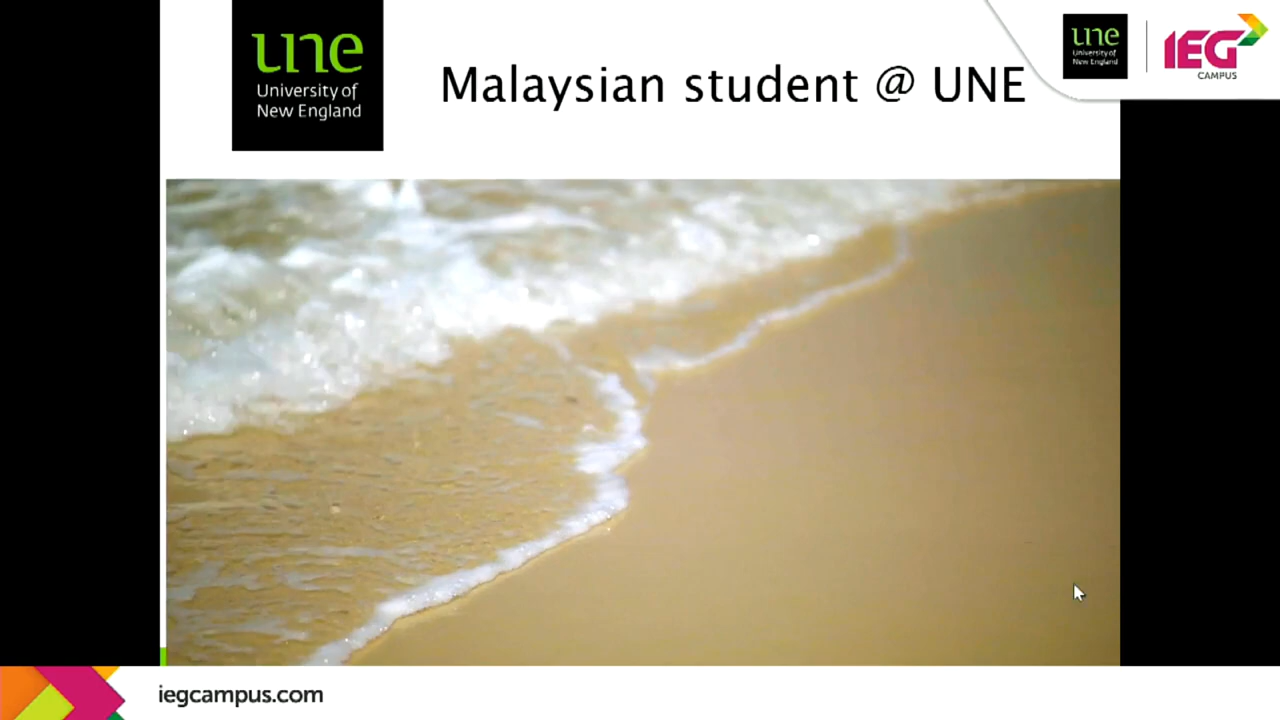 une
University of
New England
Malaysian student @ UNE
une
University of
New England
IEG
CAMPUS
iegcampus.com